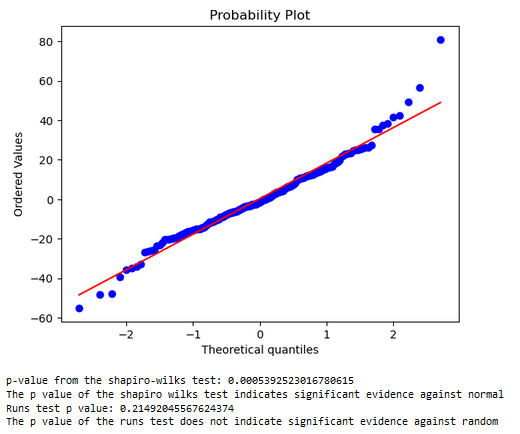 Probability Plot
80
60
40
20
0
−20
−40
−60
Ordered Values
−2
−1
0
1
2
Theoretical quantiles
p-value from the shapiro-wilks test: 0.0005392523016780615
The p value of the shapiro wilks test indicates significant evidence against normal
Runs test p value: 0.21492045567624374
The p value of the runs test does not indicate significant evidence against random